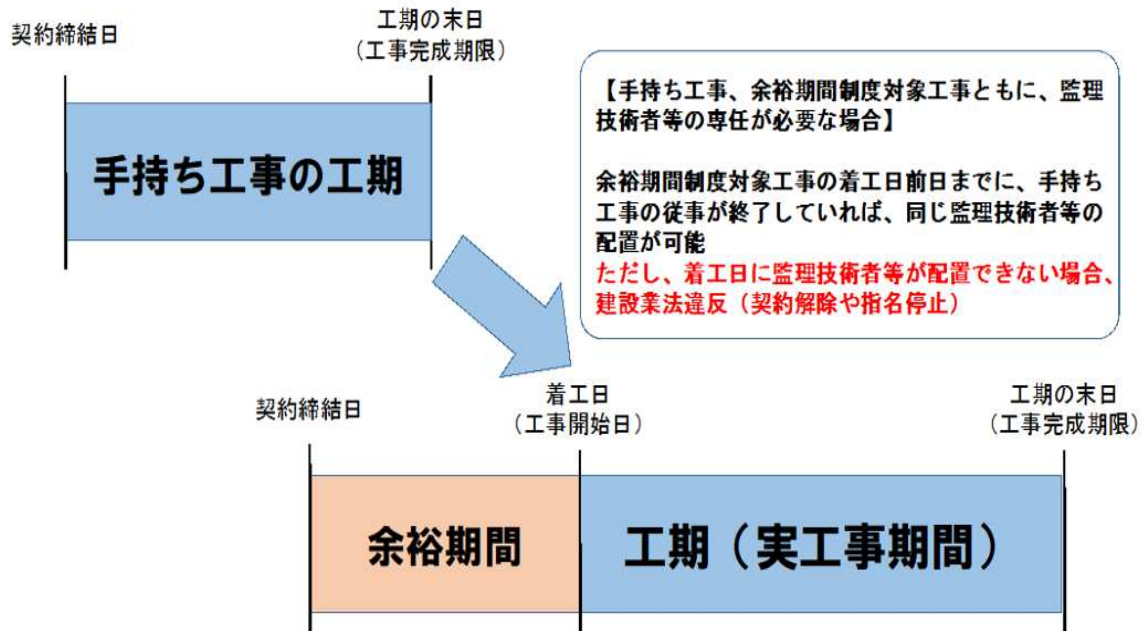 契約締結日
工期の末日
（工事完成期限）
手持ち工事の工期
【手持ち工事、余裕期間制度対象工事ともに、監理
技術者等の専任が必要な場合】
余裕期間制度対象工事の着工日前日までに、手持ち
工事の従事が終了していれば、同じ監理技術者等の
配置が可能
ただし、着工日に監理技術者等が配置できない場合、
建設業法違反（契約解除や指名停止）
契約締結日
着工日
（工事開始日）
工期の末日
（工事完成期限）
余裕期間
工期（実工事期間）